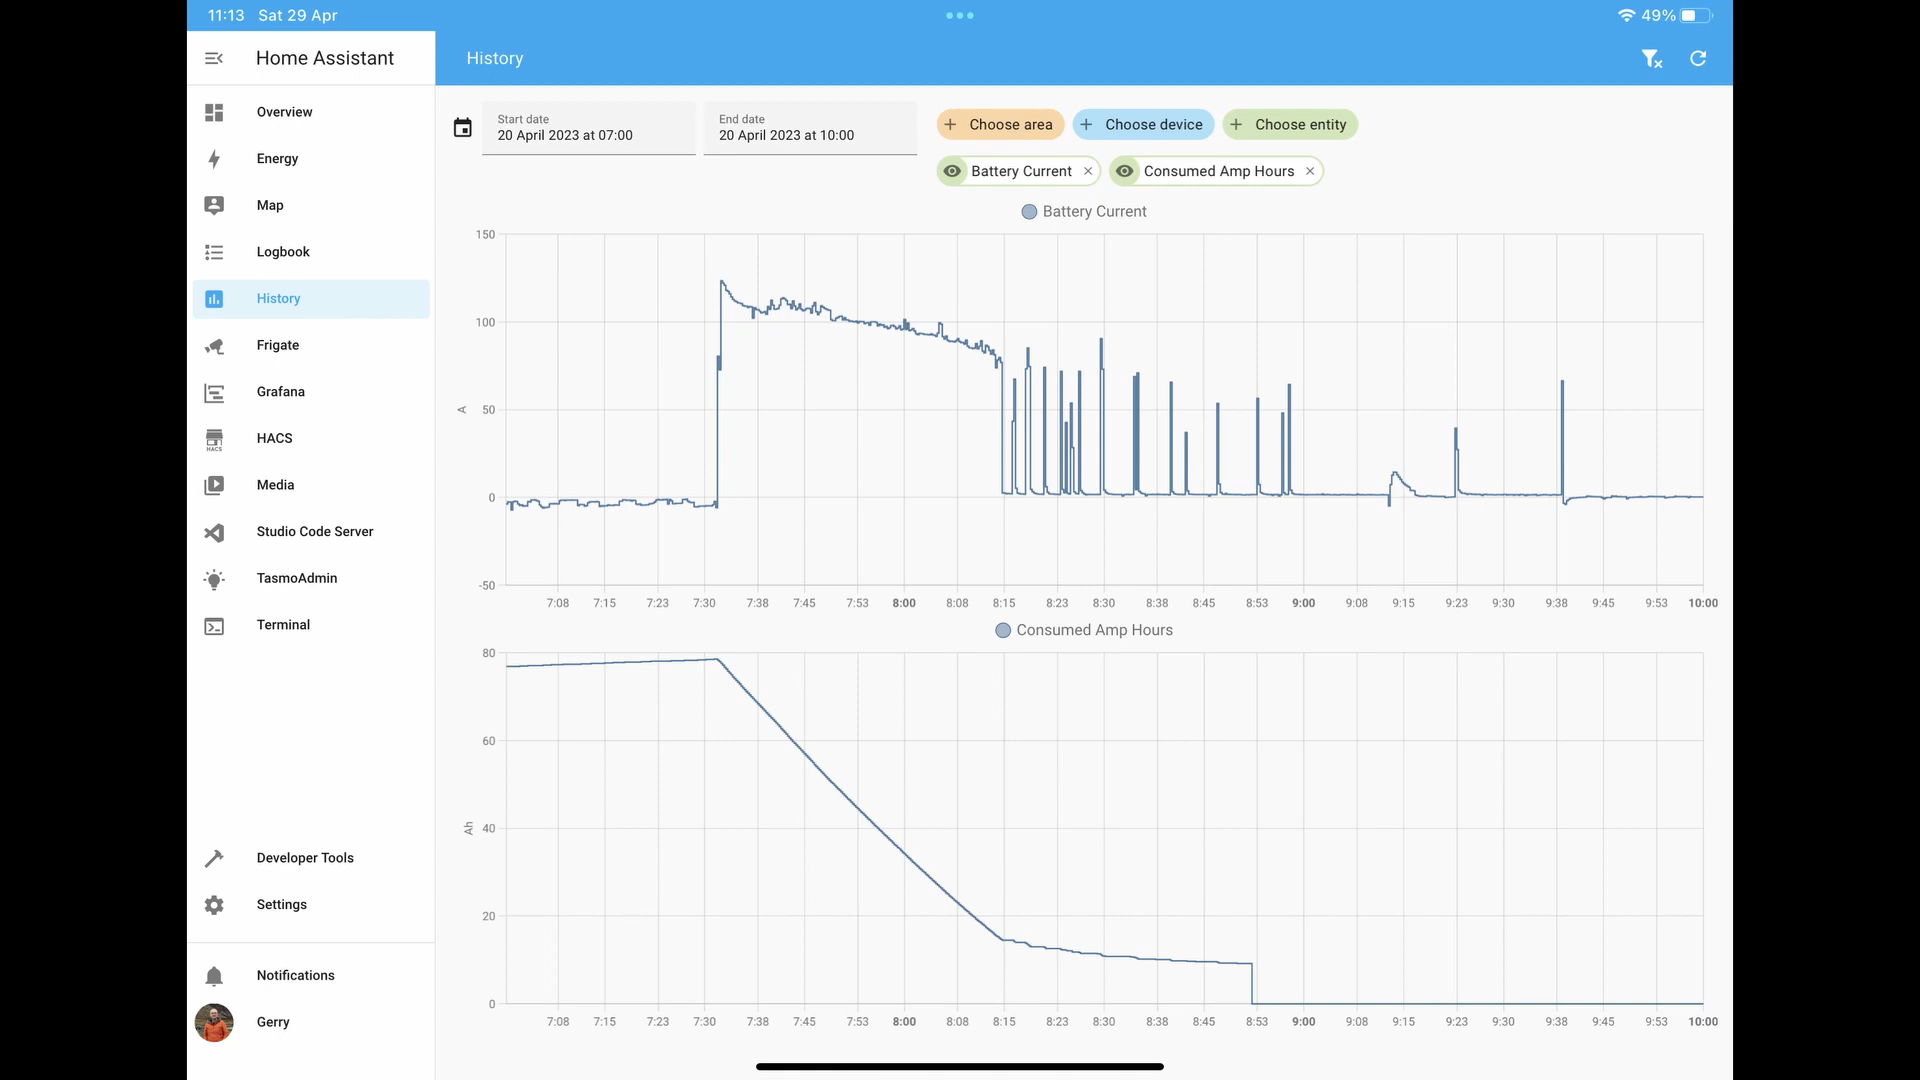 11:13 Sat 29 Apr
49%
Home Assistant
History
Overview
Energy
Map
Logbook
History
Frigate
Grafana
HACS
HACS
Media
Studio Code Server
TasmoAdmin
Terminal
Developer Tools
Settings
Notifications
Gerry
Start date
20 April 2023 at 07:00
End date
20 April 2023 at 10:00
+ Choose area
+ Choose device
+ Choose entity
Battery Current ×
Consumed Amp Hours ×
Battery Current
150
100
A
50
0
-50
7:08 7:15 7:23 7:30 7:38 7:45 7:53 8:00 8:08 8:15 8:23 8:30 8:38 8:45 8:53 9:00 9:08 9:15 9:23 9:30 9:38 9:45 9:53 10:00
Consumed Amp Hours
80
60
Ah
40
20
0
7:08 7:15 7:23 7:30 7:38 7:45 7:53 8:00 8:08 8:15 8:23 8:30 8:38 8:45 8:53 9:00 9:08 9:15 9:23 9:30 9:38 9:45 9:53 10:00